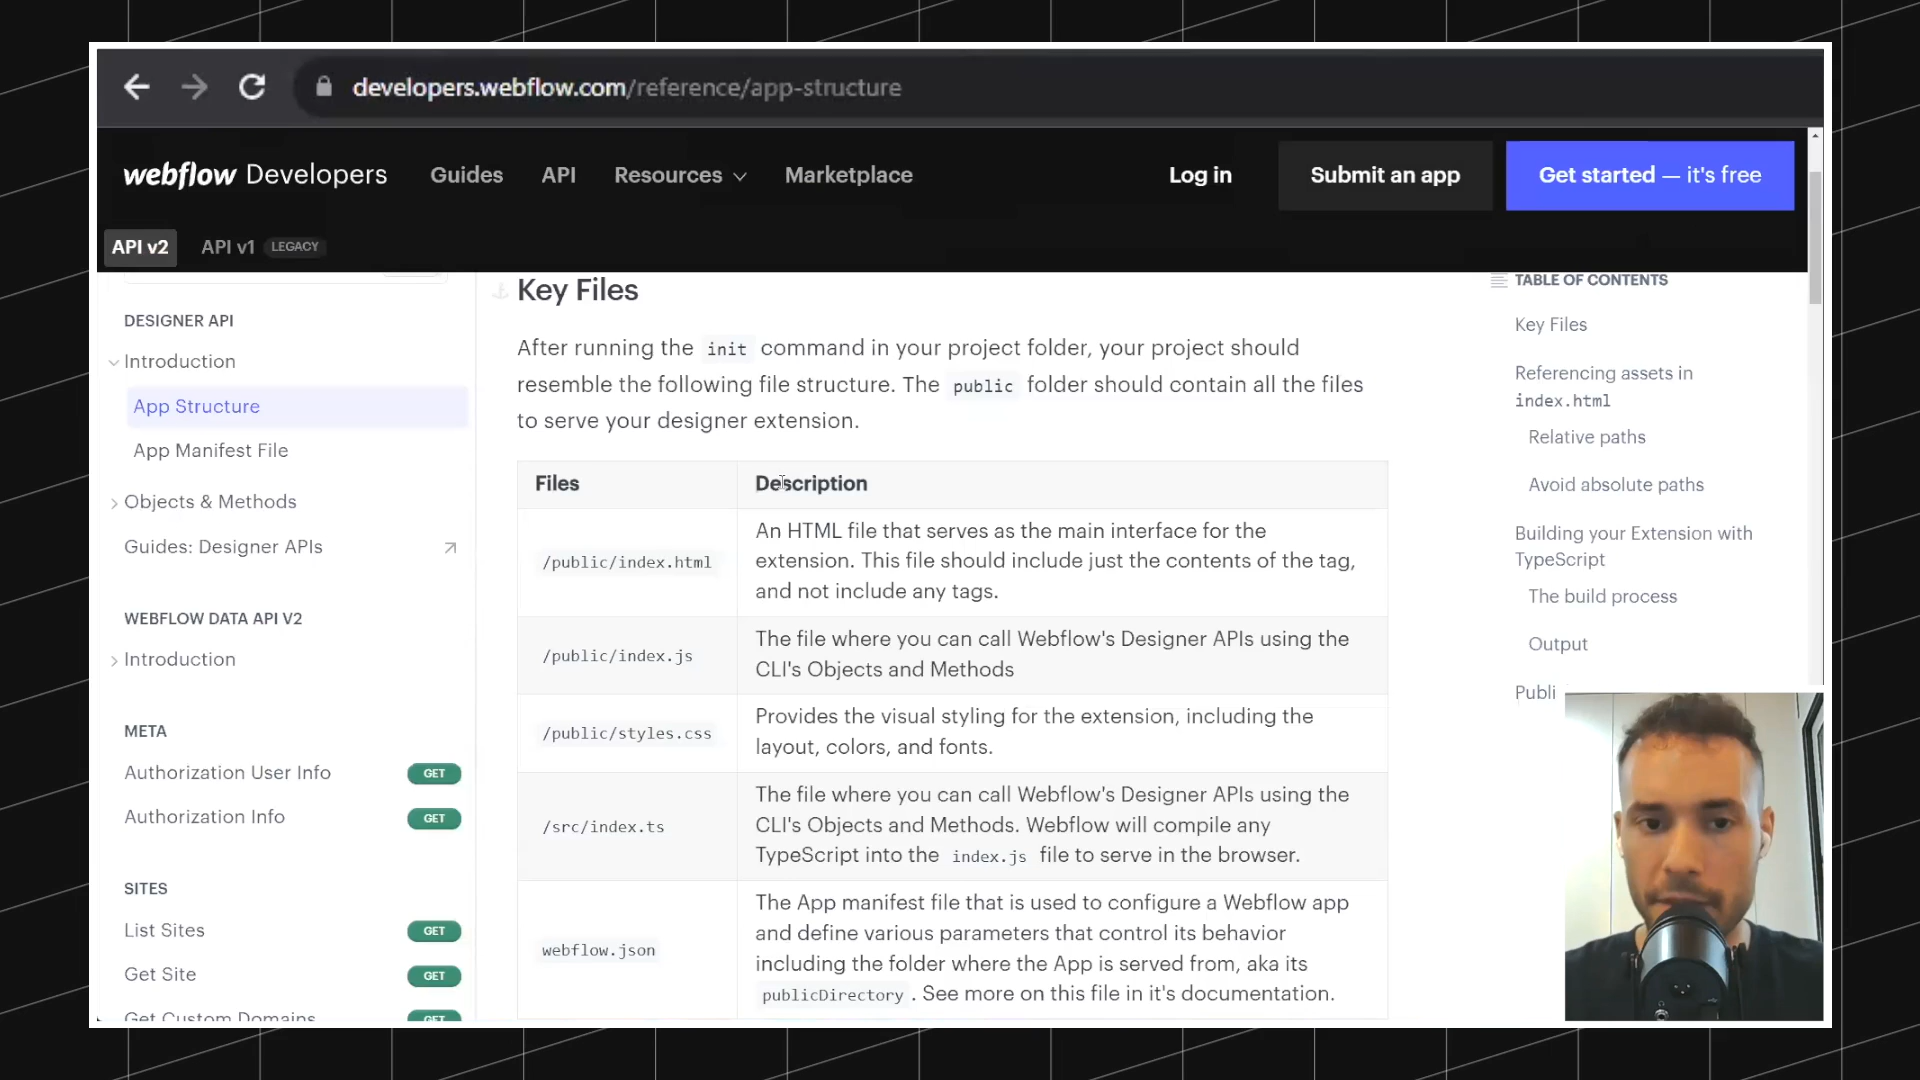 developers.webflow.com/reference/app-structure
webflow Developers
Guides
API
Resources
Marketplace
Log in
Submit an app
Get started — it's free
API v2
API v1 LEGACY
DESIGNER API
Introduction
App Structure
App Manifest File
Objects & Methods
Guides: Designer APIs
WEBFLOW DATA API V2
Introduction
META
Authorization User Info GET
Authorization Info GET
SITES
List Sites GET
Get Site GET
Get Custom Domains GET
Key Files
After running the init command in your project folder, your project should
resemble the following file structure. The public folder should contain all the files
to serve your designer extension.
Files Description
/public/index.html
An HTML file that serves as the main interface for the
extension. This file should include just the contents of the tag,
and not include any tags.
/public/index.js
The file where you can call Webflow's Designer APIs using the
CLI's Objects and Methods
/public/styles.css
Provides the visual styling for the extension, including the
layout, colors, and fonts.
/src/index.ts
The file where you can call Webflow's Designer APIs using the
CLI's Objects and Methods. Webflow will compile any
TypeScript into the index.js file to serve in the browser.
webflow.json
The App manifest file that is used to configure a Webflow app
and define various parameters that control its behavior
including the folder where the App is served from, aka its
publicDirectory . See more on this file in it's documentation.
TABLE OF CONTENTS
Key Files
Referencing assets in
index.html
Relative paths
Avoid absolute paths
Building your Extension with
TypeScript
The build process
Output
Publi